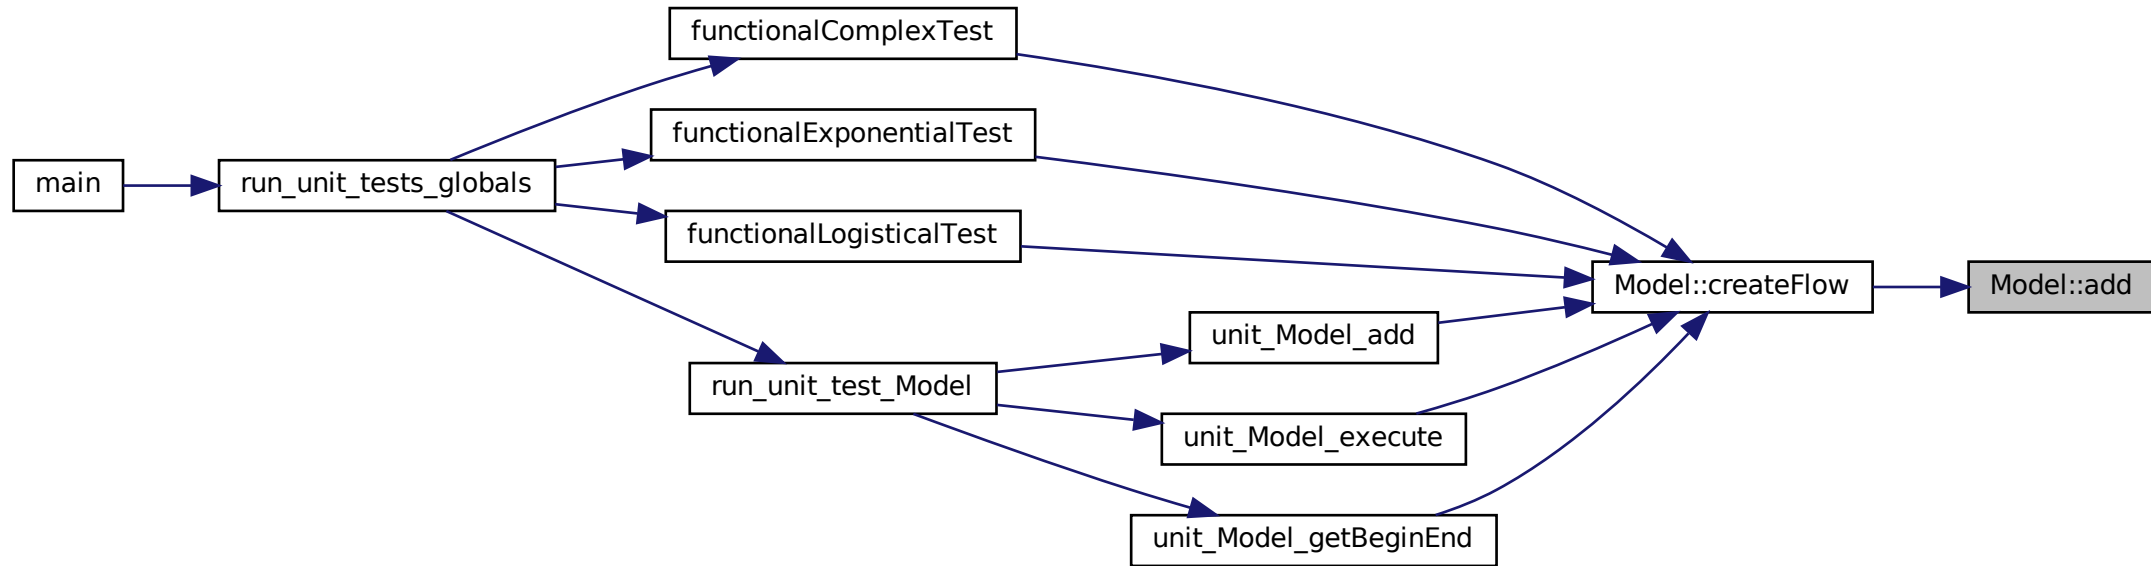 functionalComplexTest
functionalExponentialTest
main
run_unit_tests_globals
functionalLogisticalTest
Model::createFlow
Model::add
unit_Model_add
run_unit_test_Model
unit_Model_execute
unit_Model_getBeginEnd